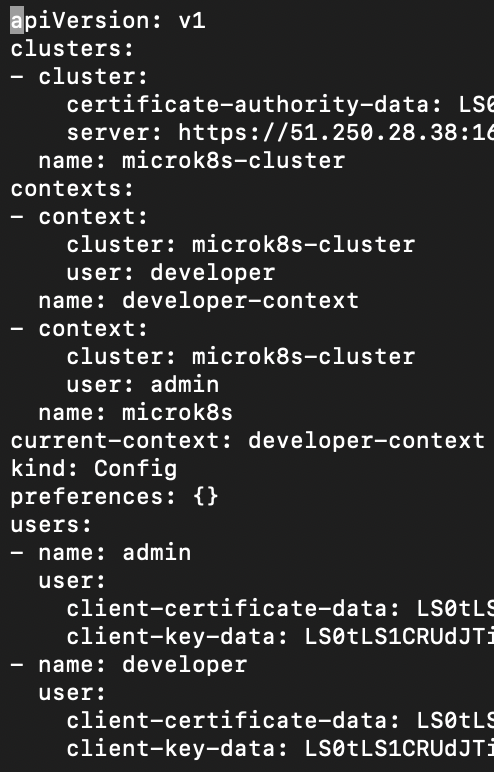 apiVersion: v1
clusters:
- cluster:
    certificate-authority-data: LS0
    server: https://51.250.28.38:16
  name: microk8s-cluster
contexts:
- context:
    cluster: microk8s-cluster
    user: developer
  name: developer-context
- context:
    cluster: microk8s-cluster
    user: admin
  name: microk8s
current-context: developer-context
kind: Config
preferences: {}
users:
- name: admin
  user:
    client-certificate-data: LS0tLS
    client-key-data: LS0tLS1CRUdJTi
- name: developer
  user:
    client-certificate-data: LS0tLS
    client-key-data: LS0tLS1CRUdJTi